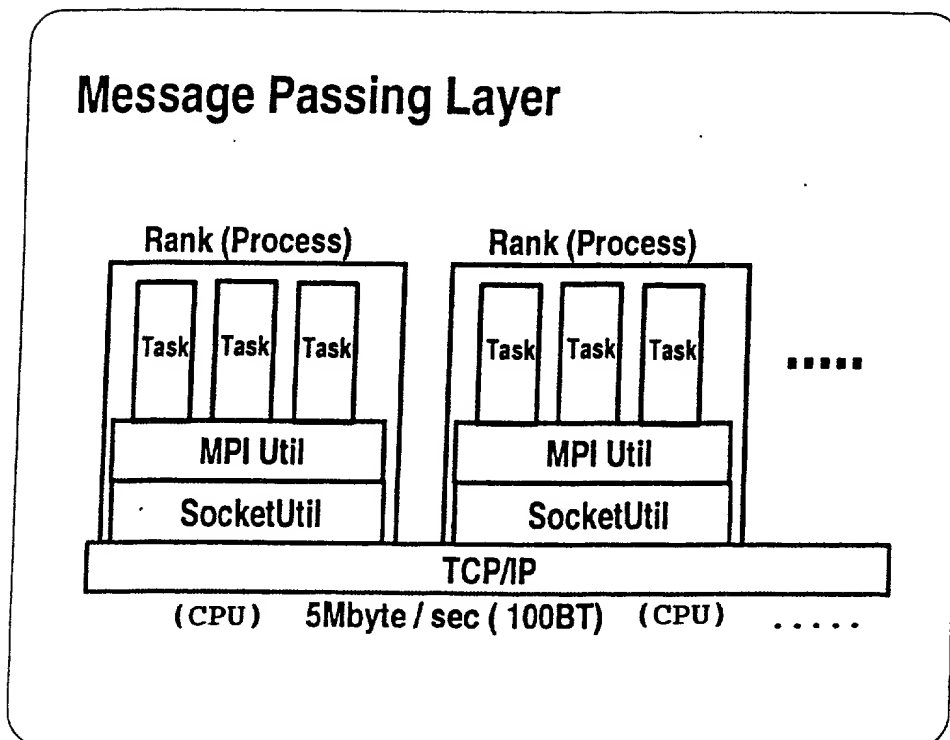 Message Passing Layer
Rank (Process) Rank (Process)
Task Task Task Task Task Task .....
MPI Util MPI Util
SocketUtil SocketUtil
TCP/IP
(CPU) 5Mbyte / sec ( 100BT) (CPU) .....